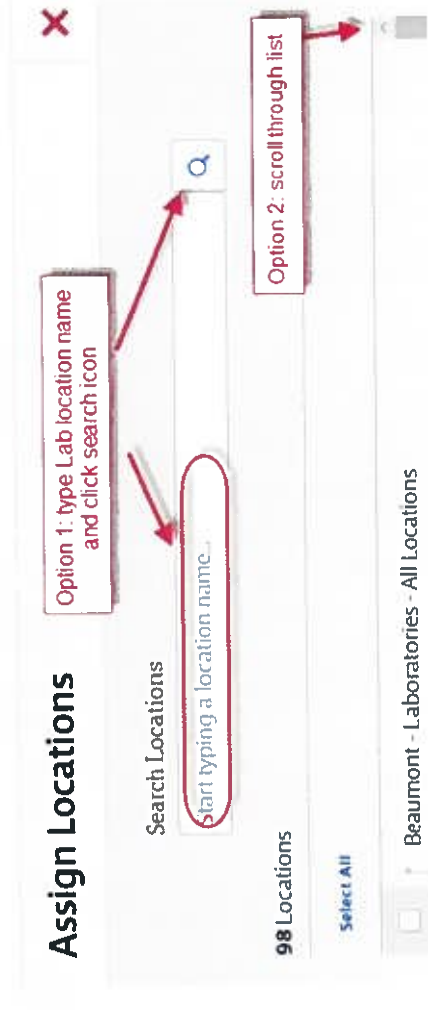 Assign Locations
Option 1: type Lab location name
and click search icon
Search Locations
Start typing a location name...
98 Locations
Option 2: scroll through list
Select All
Beaumont - Laboratories - All Locations